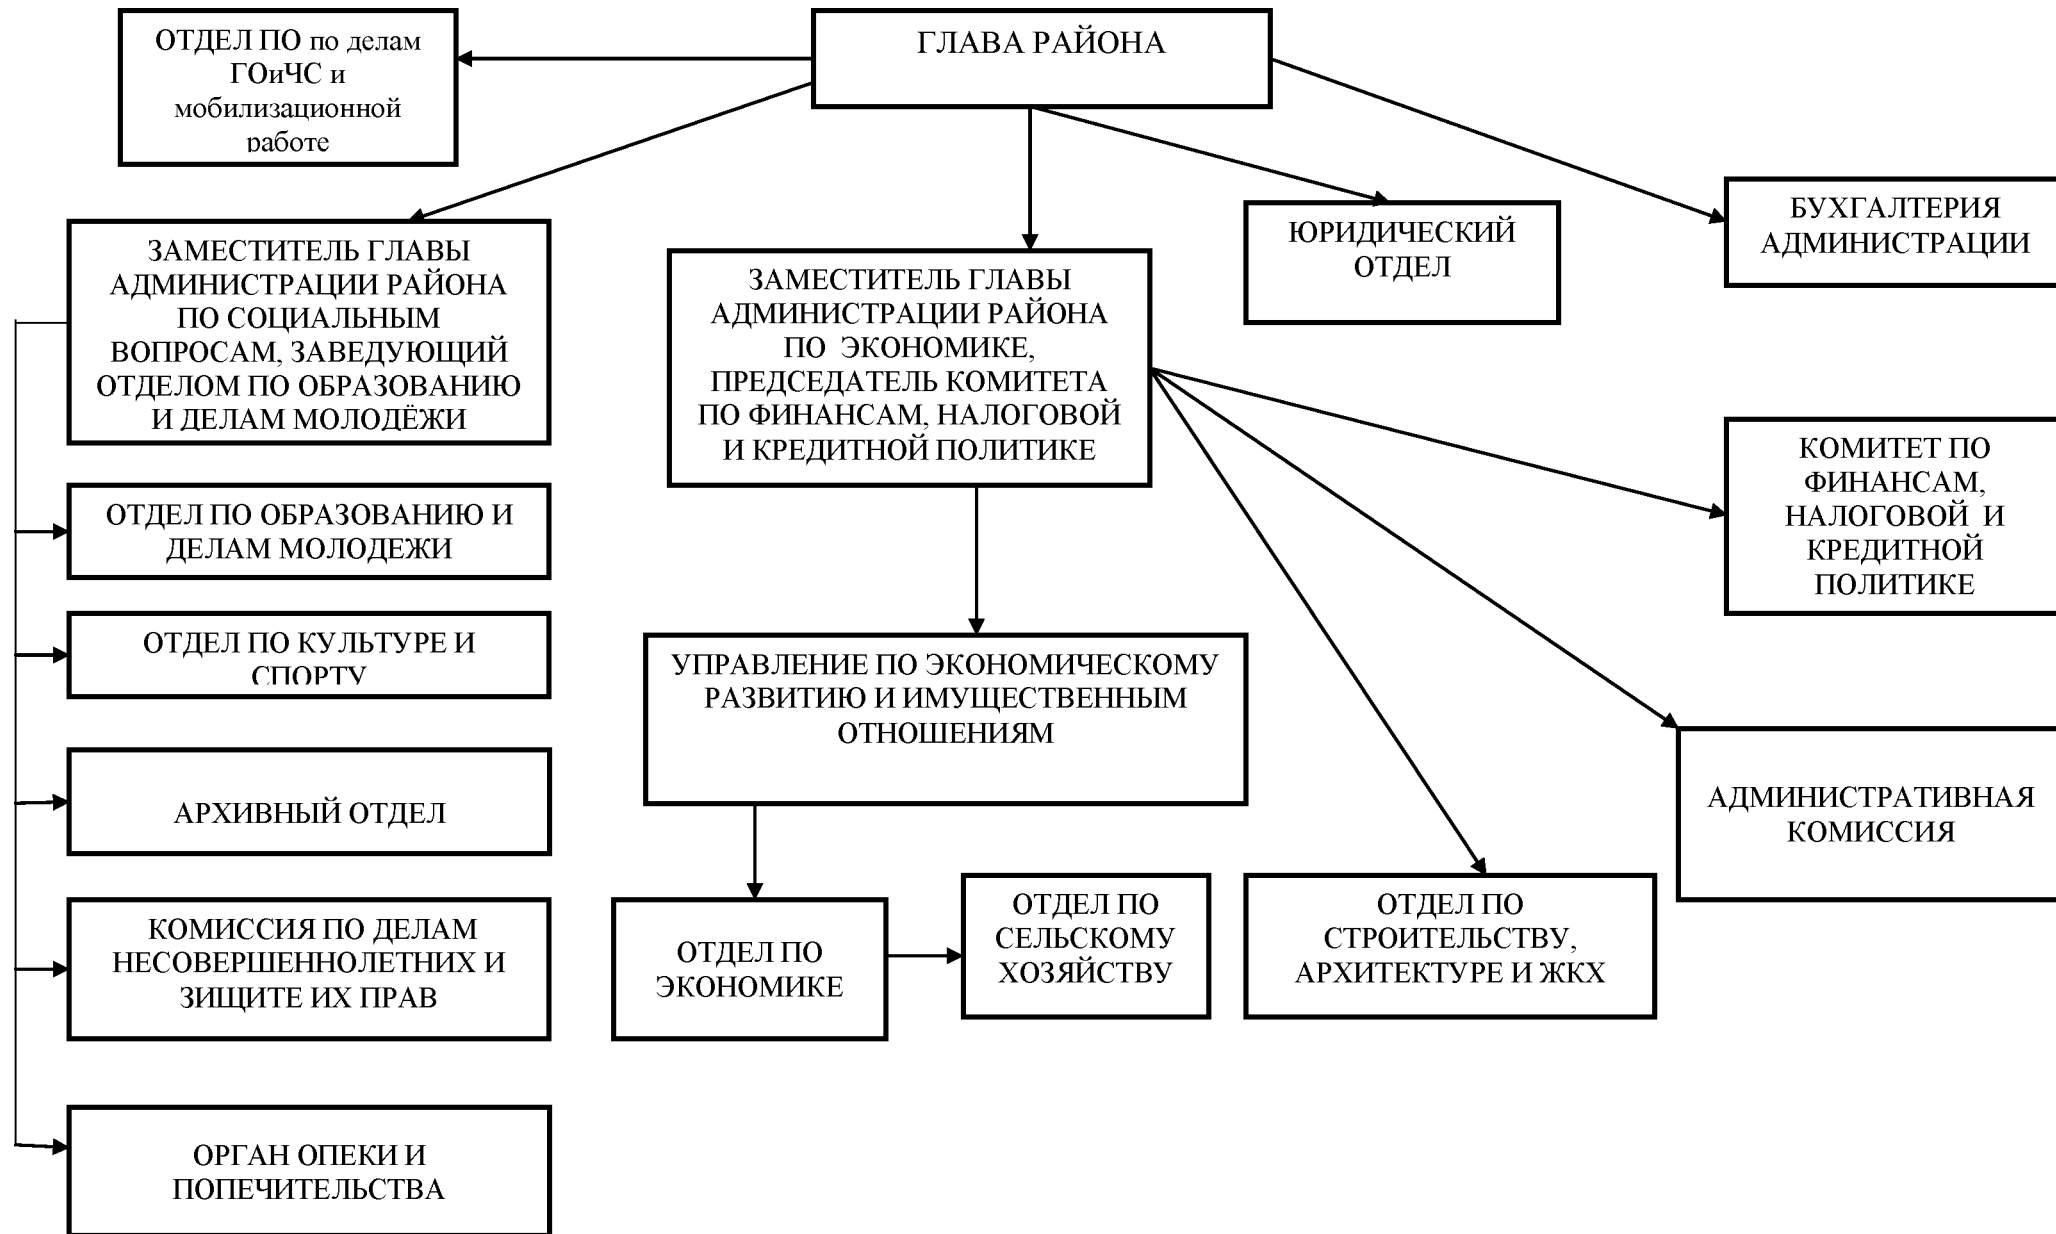 ОТДЕЛ ПО по делам
ГОиЧС и
мобилизационной
работе
ГЛАВА РАЙОНА
БУХГАЛТЕРИЯ
АДМИНИСТРАЦИИ
ЮРИДИЧЕСКИЙ
ОТДЕЛ
ЗАМЕСТИТЕЛЬ ГЛАВЫ
АДМИНИСТРАЦИИ РАЙОНА
ПО СОЦИАЛЬНЫМ
ВОПРОСАМ, ЗАВЕДУЮЩИЙ
ОТДЕЛОМ ПО ОБРАЗОВАНИЮ
И ДЕЛАМ МОЛОДЁЖИ
ЗАМЕСТИТЕЛЬ ГЛАВЫ
АДМИНИСТРАЦИИ РАЙОНА
ПО ЭКОНОМИКЕ,
ПРЕДСЕДАТЕЛЬ КОМИТЕТА
ПО ФИНАНСАМ, НАЛОГОВОЙ
И КРЕДИТНОЙ ПОЛИТИКЕ
КОМИТЕТ ПО
ФИНАНСАМ,
НАЛОГОВОЙ И
КРЕДИТНОЙ
ПОЛИТИКЕ
ОТДЕЛ ПО ОБРАЗОВАНИЮ И
ДЕЛАМ МОЛОДЕЖИ
ОТДЕЛ ПО КУЛЬТУРЕ И
СПОРТУ
УПРАВЛЕНИЕ ПО ЭКОНОМИЧЕСКОМУ
РАЗВИТИЮ И ИМУЩЕСТВЕННЫМ
ОТНОШЕНИЯМ
АДМИНИСТРАТИВНАЯ
КОМИССИЯ
АРХИВНЫЙ ОТДЕЛ
КОМИССИЯ ПО ДЕЛАМ
НЕСОВЕРШЕННОЛЕТНИХ И
ЗИЩИТЕ ИХ ПРАВ
ОТДЕЛ ПО
ЭКОНОМИКЕ
ОТДЕЛ ПО
СЕЛЬСКОМУ
ХОЗЯЙСТВУ
ОТДЕЛ ПО
СТРОИТЕЛЬСТВУ,
АРХИТЕКТУРЕ И ЖКХ
ОРГАН ОПЕКИ И
ПОПЕЧИТЕЛЬСТВА